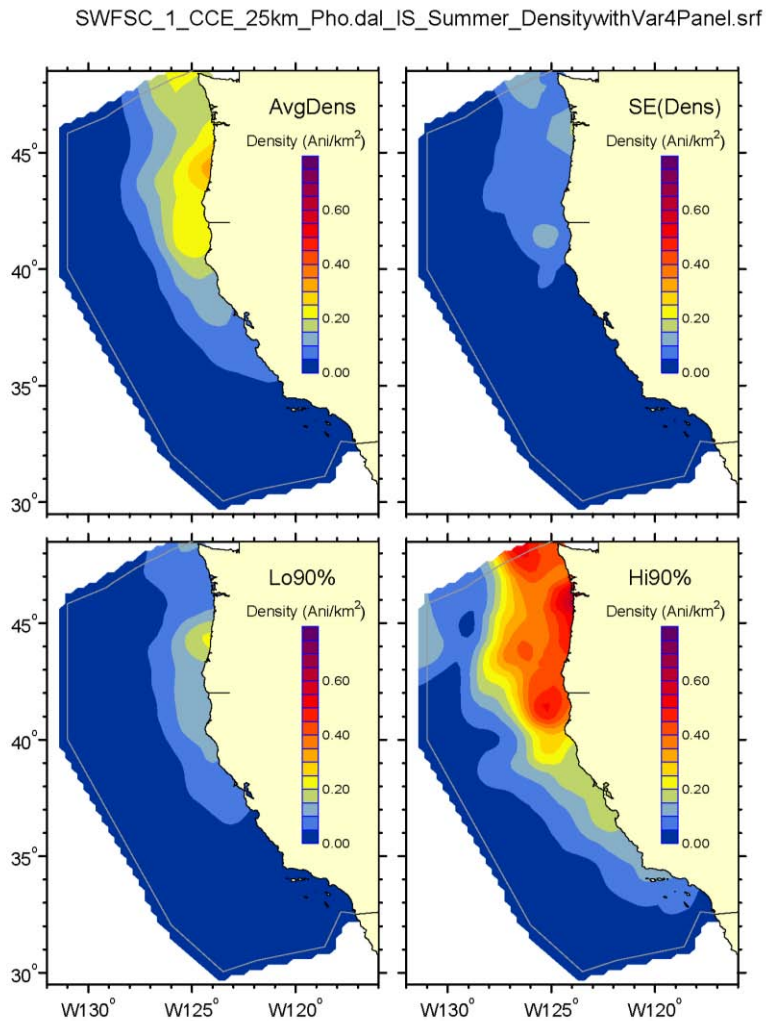 SWFSC_1_CCE_25km_Pho.dal_IS_Summer_DensitywithVar4Panel.srf
AvgDens
Density (Ani/km²)
0.60
0.40
0.20
0.00
45°
40°
35°
30°
SE(Dens)
Density (Ani/km²)
0.60
0.40
0.20
0.00
Lo90%
Density (Ani/km²)
0.60
0.40
0.20
0.00
45°
40°
35°
30°
W130° W125° W120°
Hi90%
Density (Ani/km²)
0.60
0.40
0.20
0.00
W130° W125° W120°